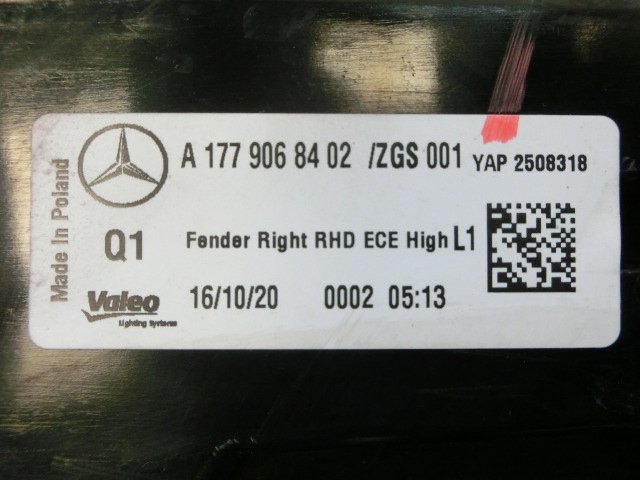 Made In Poland
A 177 906 84 02 /ZGS 001 YAP 2508318
Q1 Fender Right RHD ECE High L1
Valeo 16/10/20 0002 05:13
Lighting Systems